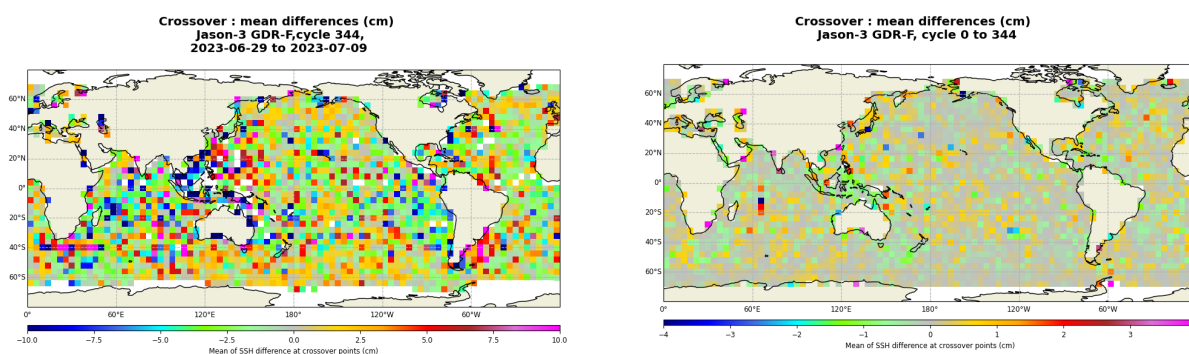 Crossover : mean differences (cm)
Jason-3 GDR-F,cycle 344,
2023-06-29 to 2023-07-09
60°N
40°N
20°N
0°
20°S
40°S
60°S
0°
60°E
120°E
180°
120°W
60°W
−10.0
−7.5
−5.0
−2.5
0.0
2.5
5.0
7.5
10.0
Mean of SSH difference at crossover points (cm)
Crossover : mean differences (cm)
Jason-3 GDR-F, cycle 0 to 344
60°N
40°N
20°N
0°
20°S
40°S
60°S
0°
60°E
120°E
180°
120°W
60°W
−4
−3
−2
−1
0
1
2
3
Mean of SSH difference at crossover points (cm)